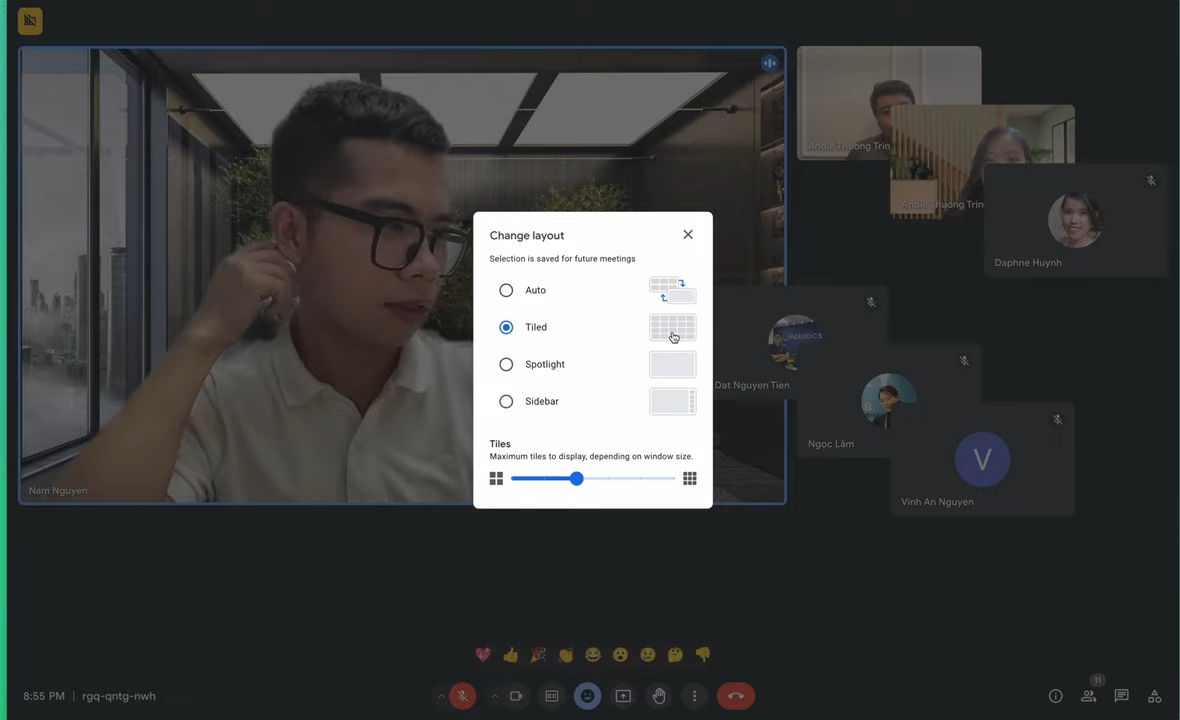 Andie Thuong Trin
Andie Thuong Trin
Daphne Huynh
Change layout
Selection is saved for future meetings
Auto
Tiled
Spotlight
Sidebar
Tiles
Maximum tiles to display, depending on window size.
holistics
Dat Nguyen Tien
Ngọc Lâm
V
Vinh An Nguyen
Nam Nguyen
8:55 PM | rgq-qntg-nwh
CC
11